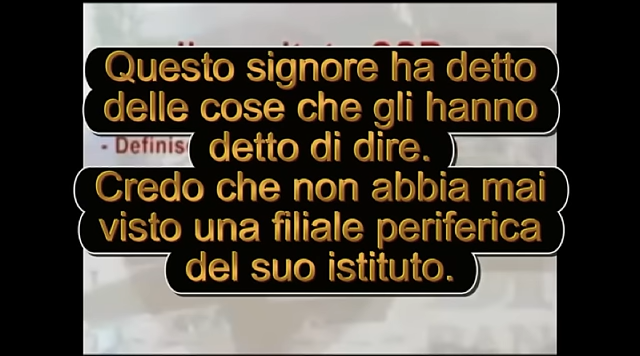 Questo signore ha detto
delle cose che gli hanno
detto di dire.
Credo che non abbia mai
visto una filiale periferica
del suo istituto.
- Definis